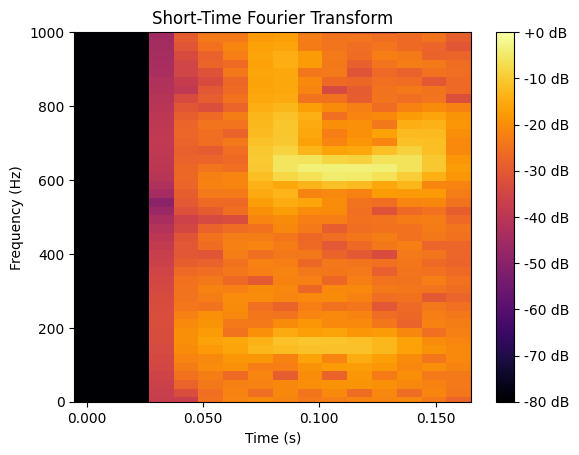 Short-Time Fourier Transform
1000
800
600
400
200
0
Frequency (Hz)
0.000
0.050
0.100
0.150
Time (s)
+0 dB
-10 dB
-20 dB
-30 dB
-40 dB
-50 dB
-60 dB
-70 dB
-80 dB